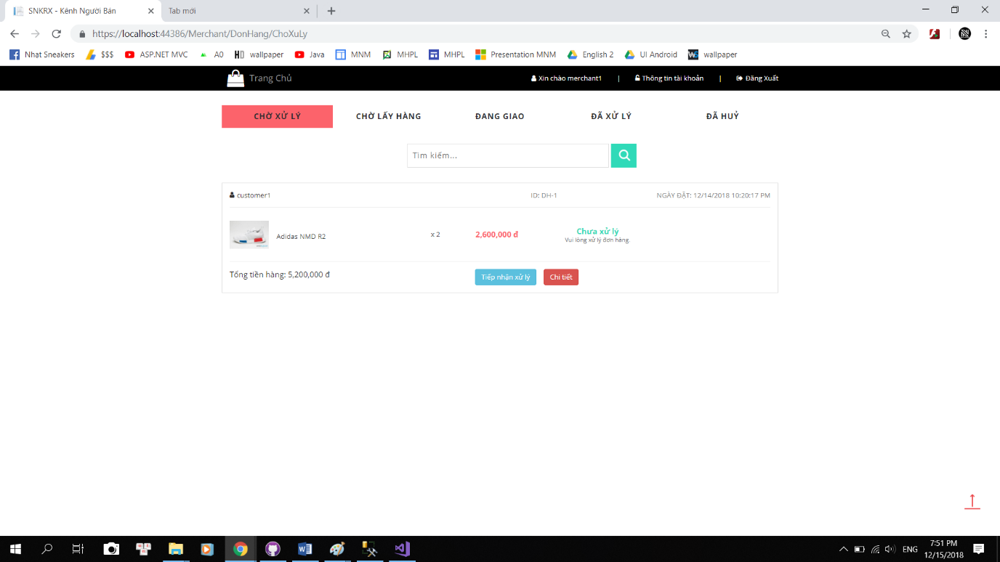 SNKRX - Kênh Người Bán
Tab mới
https://localhost:44386/Merchant/DonHang/ChoXuLy
Nhat Sneakers
$$$
ASP.NET MVC
A0
wallpaper
Java
MNM
MHPL
MHPL
Presentation MNM
English 2
UI Android
wallpaper
Trang Chủ
Xin chào merchant1 | Thông tin tài khoản | Đăng Xuất
CHỜ XỬ LÝ
CHỜ LẤY HÀNG
ĐANG GIAO
ĐÃ XỬ LÝ
ĐÃ HUỶ
Tìm kiếm...
customer1
ID: DH-1
NGÀY ĐẶT: 12/14/2018 10:20:17 PM
Adidas NMD R2
x 2
2,600,000 đ
Chưa xử lý
Vui lòng xử lý đơn hàng.
Tổng tiền hàng: 5,200,000 đ
Tiếp nhận xử lý
Chi tiết
ENG
7:51 PM
12/15/2018